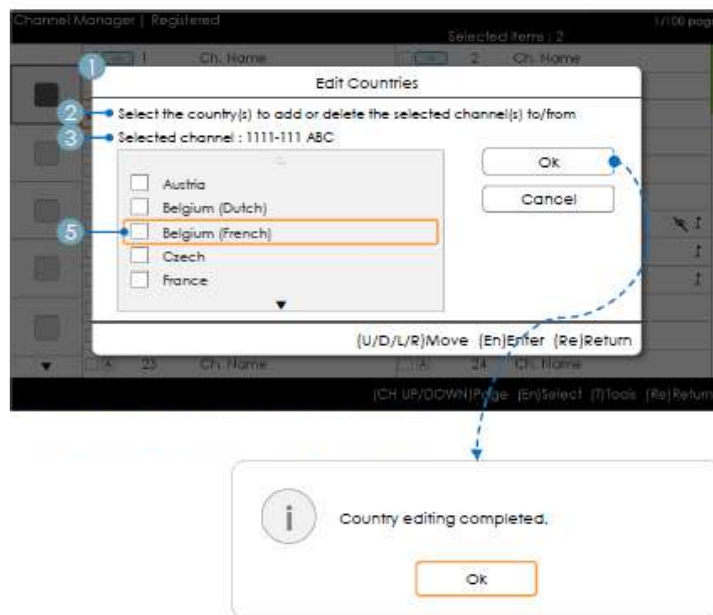 Channel Manager | Registered
1/100 page
Selected items : 2
1 Ch. Name 2 Ch. Name
1
Edit Countries
2 Select the country(s) to add or delete the selected channel(s) to/from
3 Selected channel : 1111-111 ABC
Ok
Austria
Cancel
Belgium (Dutch)
5 Belgium (French)
Czech
France
(U/D/L/R)Move (En)Enter (Re)Return
A 23 Ch. Name A 24 Ch. Name
(CH UP/DOWN)Page (En)Select (T)Tools (Re)Return
i
Country editing completed.
Ok